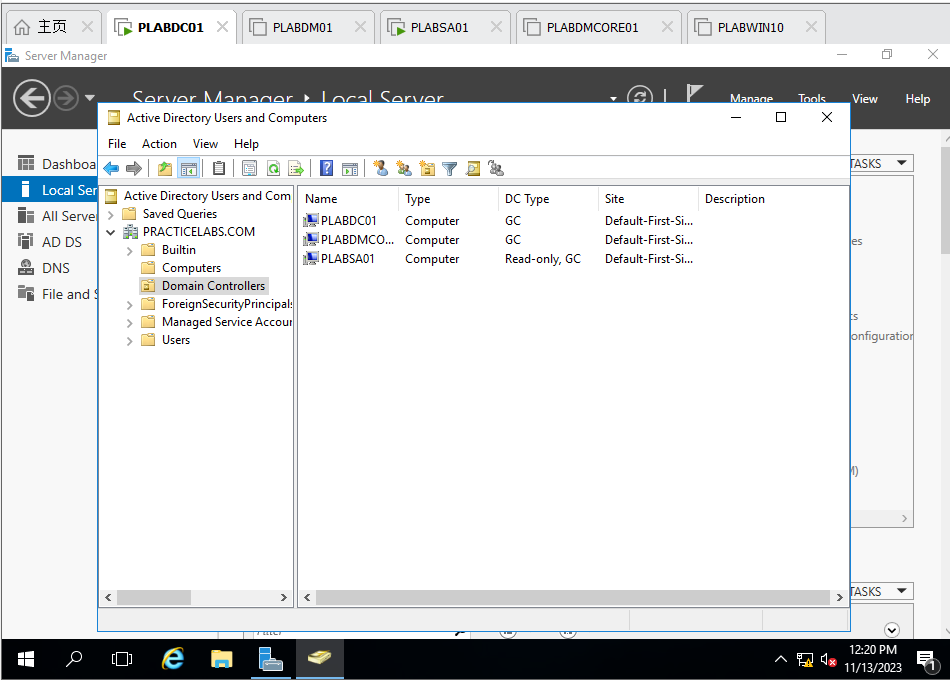 主页
PLABDC01
PLABDM01
PLABSA01
PLABDMCORE01
PLABWIN10
Server Manager
Server Manager
Local Server
Manage
Tools
View
Help
Active Directory Users and Computers
File
Action
View
Help
Dashboa
Local Ser
All Server
AD DS
DNS
File and S
Active Directory Users and Com
Saved Queries
PRACTICELABS.COM
Builtin
Computers
Domain Controllers
ForeignSecurityPrincipals
Managed Service Accoun
Users
Name Type DC Type Site Description
PLABDC01 Computer GC Default-First-Si...
PLABDMCO... Computer GC Default-First-Si...
PLABSA01 Computer Read-only, GC Default-First-Si...
TASKS
es
ts
onfiguration
TASKS
12:20 PM
11/13/2023
1